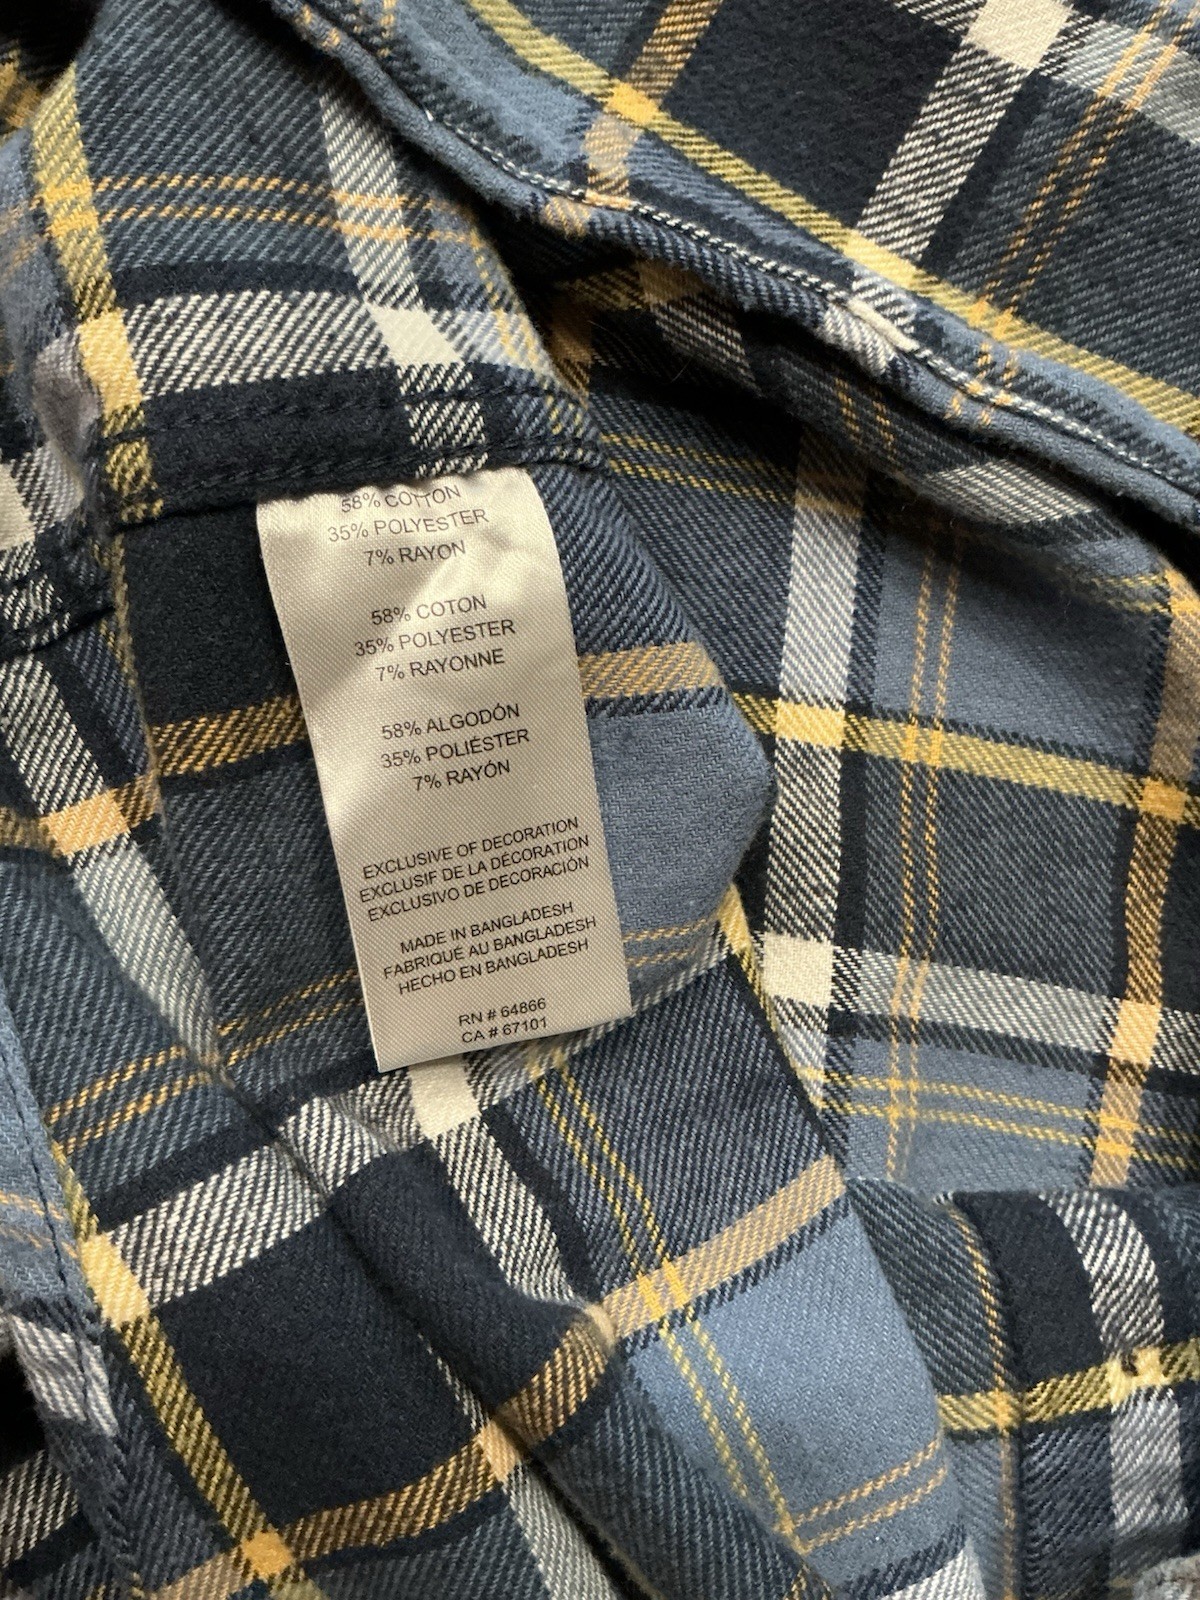 58% COTTON
35% POLYESTER
7% RAYON
58% COTON
35% POLYESTER
7% RAYONNE
58% ALGODÓN
35% POLIÉSTER
7% RAYÓN
EXCLUSIVE OF DECORATION
EXCLUSIF DE LA DÉCORATION
EXCLUSIVO DE DECORACIÓN
MADE IN BANGLADESH
FABRIQUÉ AU BANGLADESH
HECHO EN BANGLADESH
RN # 64866
CA # 67101